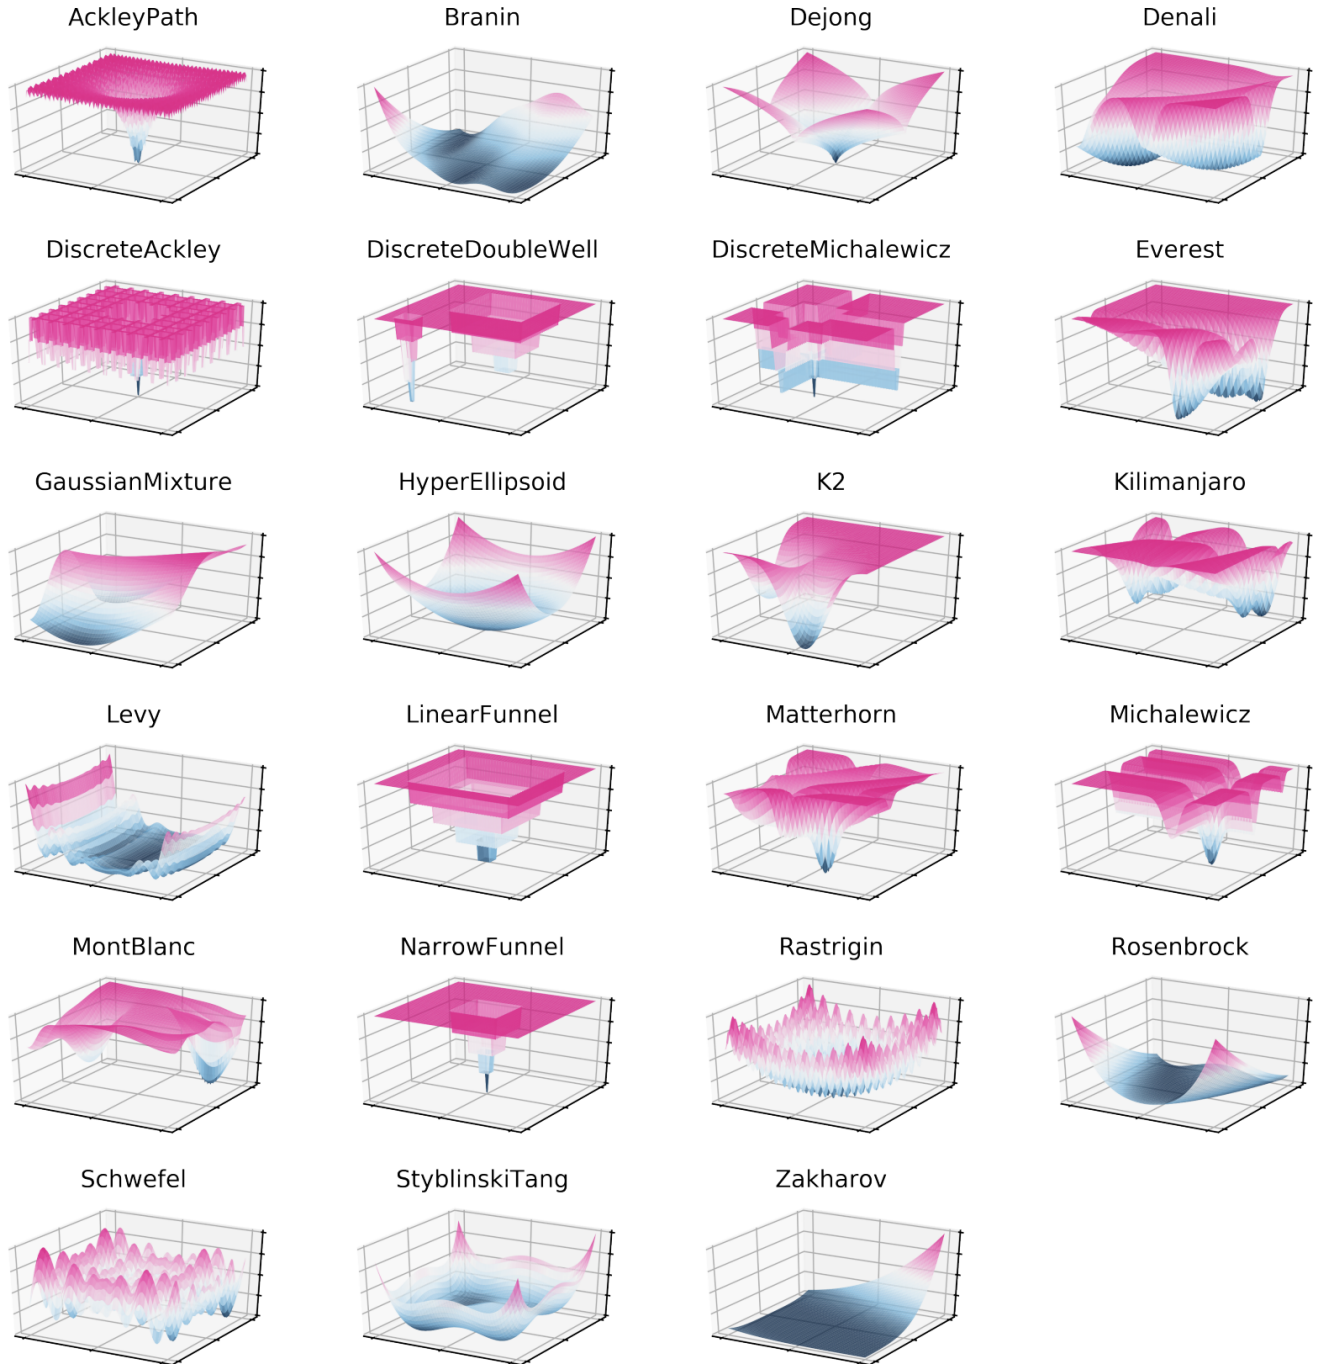 AckleyPath
Branin
Dejong
Denali
DiscreteAckley
DiscreteDoubleWell
DiscreteMichalewicz
Everest
GaussianMixture
HyperEllipsoid
K2
Kilimanjaro
Levy
LinearFunnel
Matterhorn
Michalewicz
MontBlanc
NarrowFunnel
Rastrigin
Rosenbrock
Schwefel
StyblinskiTang
Zakharov